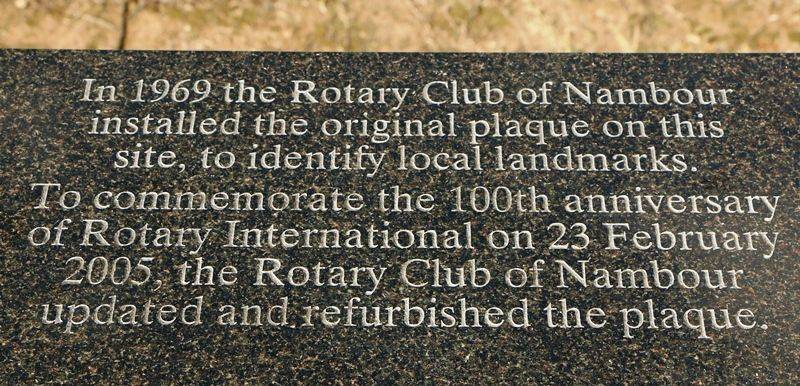 In 1969 the Rotary Club of Nambour
installed the original plaque on this
site, to identify local landmarks.
To commemorate the 100th anniversary
of Rotary International on 23 February
2005, the Rotary Club of Nambour
updated and refurbished the plaque.